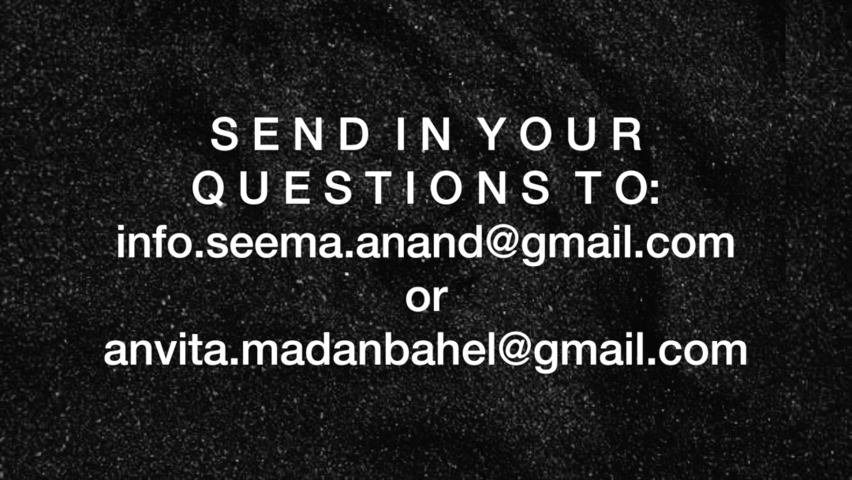 SEND IN YOUR
QUESTIONS TO:
info.seema.anand@gmail.com
or
anvita.madanbahel@gmail.com